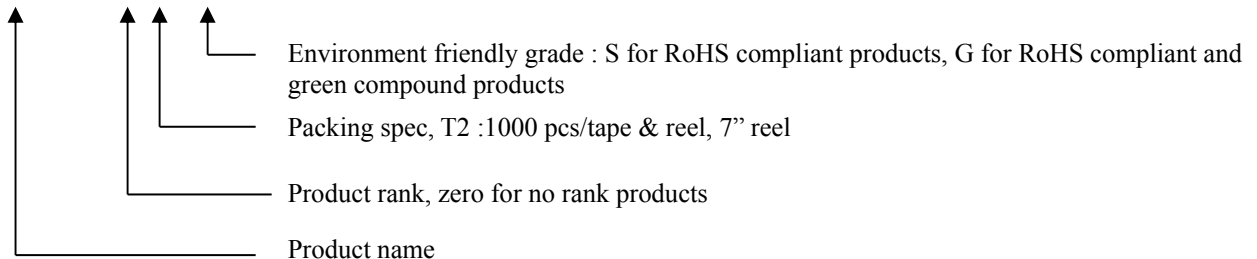 Environment friendly grade : S for RoHS compliant products, G for RoHS compliant and
green compound products
Packing spec, T2 :1000 pcs/tape & reel, 7” reel
Product rank, zero for no rank products
Product name